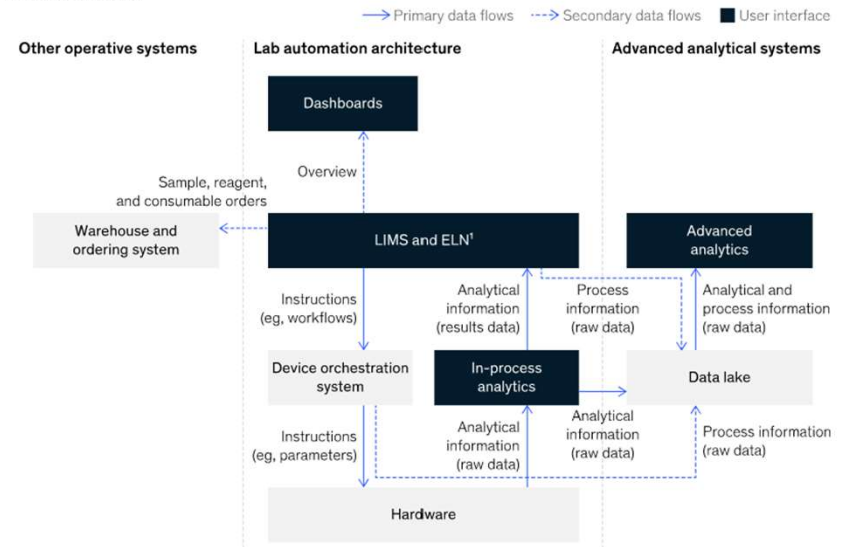 Primary data flows
Secondary data flows
User interface
Other operative systems
Lab automation architecture
Advanced analytical systems
Dashboards
Overview
Sample, reagent,
and consumable orders
Warehouse and
ordering system
LIMS and ELN¹
Advanced
analytics
Instructions
(eg, workflows)
Analytical
information
(results data)
Process
information
(raw data)
Analytical and
process information
(raw data)
Device orchestration
system
In-process
analytics
Data lake
Instructions
(eg, parameters)
Analytical
information
(raw data)
Analytical
information
(raw data)
Process information
(raw data)
Hardware